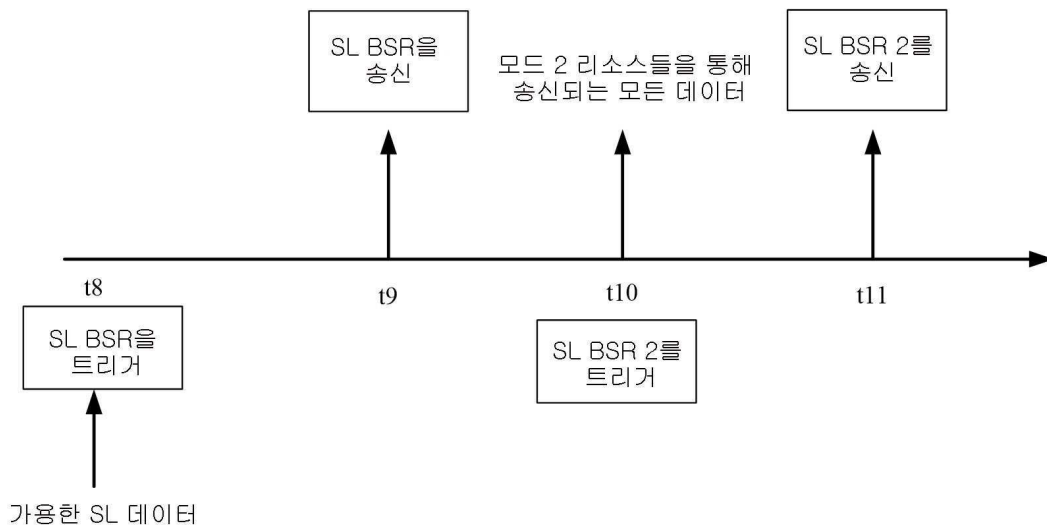 SL BSR을
송신
모드 2 리소스들을 통해
송신되는 모든 데이터
SL BSR 2를
송신
t8
t9
t10
t11
SL BSR을
트리거
SL BSR 2를
트리거
가용한 SL 데이터